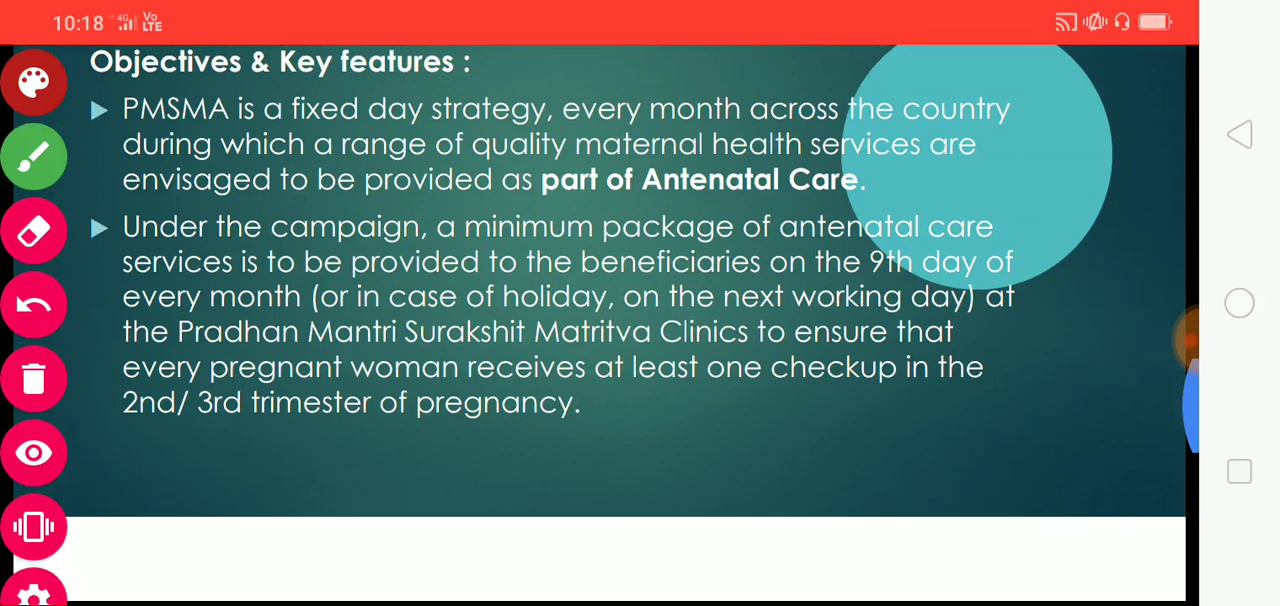 10:18 4G Vo LTE
Objectives & Key features :
PMSMA is a fixed day strategy, every month across the country
during which a range of quality maternal health services are
envisaged to be provided as part of Antenatal Care.
Under the campaign, a minimum package of antenatal care
services is to be provided to the beneficiaries on the 9th day of
every month (or in case of holiday, on the next working day) at
the Pradhan Mantri Surakshit Matritva Clinics to ensure that
every pregnant woman receives at least one checkup in the
2nd/ 3rd trimester of pregnancy.